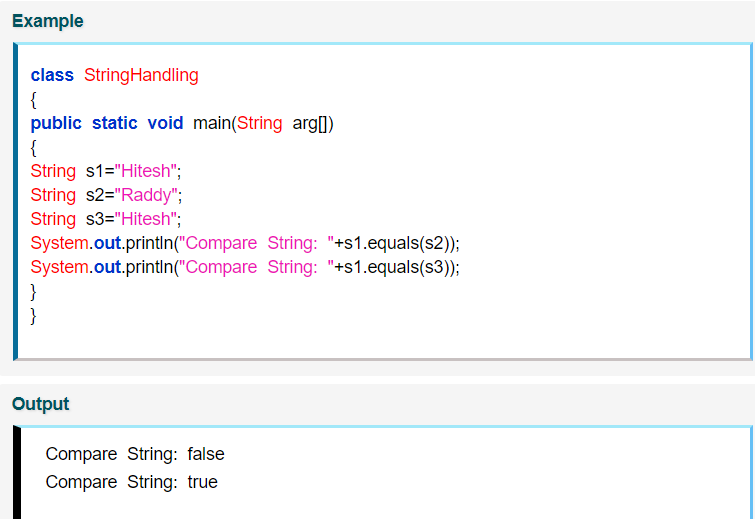 Example
class StringHandling
{
public static void main(String arg[])
{
String s1="Hitesh";
String s2="Raddy";
String s3="Hitesh";
System.out.println("Compare String: "+s1.equals(s2));
System.out.println("Compare String: "+s1.equals(s3));
}
}
Output
Compare String: false
Compare String: true